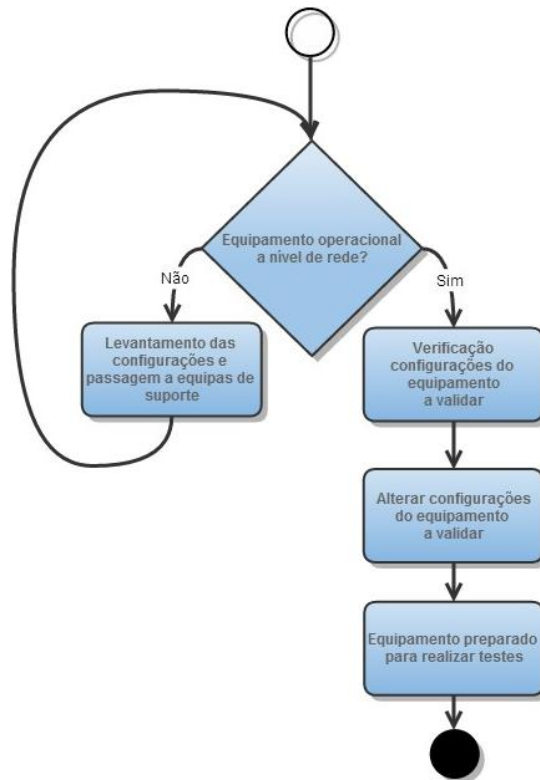 Equipamento operacional
a nível de rede?
Não
Sim
Levantamento das
configurações e
passagem a equipas de
suporte
Verificação
configurações do
equipamento
a validar
Alterar configurações
do equipamento
a validar
Equipamento preparado
para realizar testes